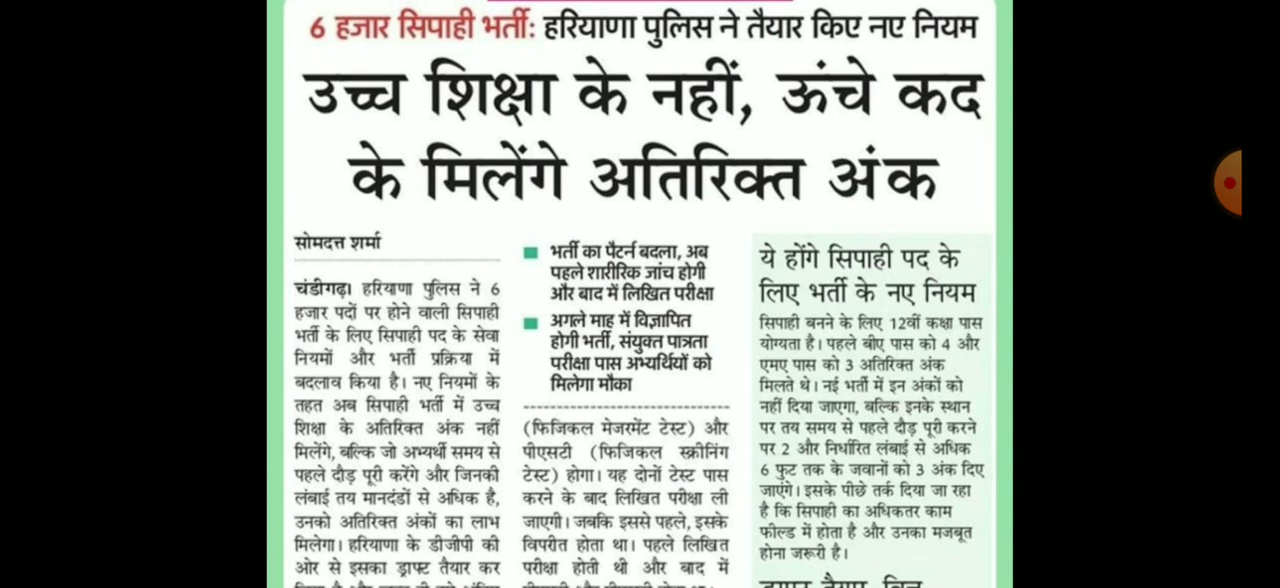 6 हजार सिपाही भर्ती: हरियाणा पुलिस ने तैयार किए नए नियम
उच्च शिक्षा के नहीं, ऊंचे कद
के मिलेंगे अतिरिक्त अंक
सोमदत्त शर्मा
चंडीगढ़। हरियाणा पुलिस ने 6
हजार पदों पर होने वाली सिपाही
भर्ती के लिए सिपाही पद के सेवा
नियमों और भर्ती प्रक्रिया में
बदलाव किया है। नए नियमों के
तहत अब सिपाही भर्ती में उच्च
शिक्षा के अतिरिक्त अंक नहीं
मिलेंगे, बल्कि जो अभ्यर्थी समय से
पहले दौड़ पूरी करेंगे और जिनकी
लंबाई तय मानदंडों से अधिक है,
उनको अतिरिक्त अंकों का लाभ
मिलेगा। हरियाणा के डीजीपी की
ओर से इसका ड्राफ्ट तैयार कर
भर्ती का पैटर्न बदला, अब
पहले शारीरिक जांच होगी
और बाद में लिखित परीक्षा
अगले माह में विज्ञापित
होगी भर्ती, संयुक्त पात्रता
परीक्षा पास अभ्यर्थियों को
मिलेगा मौका
(फिजिकल मेजरमेंट टेस्ट) और
पीएसटी (फिजिकल स्क्रीनिंग
टेस्ट) होगा। यह दोनों टेस्ट पास
करने के बाद लिखित परीक्षा ली
जाएगी। जबकि इससे पहले, इसके
विपरीत होता था। पहले लिखित
परीक्षा होती थी और बाद में
ये होंगे सिपाही पद के
लिए भर्ती के नए नियम
सिपाही बनने के लिए 12वीं कक्षा पास
योग्यता है। पहले बीए पास को 4 और
एमए पास को 3 अतिरिक्त अंक
मिलते थे। नई भर्ती में इन अंकों को
नहीं दिया जाएगा, बल्कि इनके स्थान
पर तय समय से पहले दौड़ पूरी करने
पर 2 और निर्धारित लंबाई से अधिक
6 फुट तक के जवानों को 3 अंक दिए
जाएंगे। इसके पीछे तर्क दिया जा रहा
है कि सिपाही का अधिकतर काम
फील्ड में होता है और उनका मजबूत
होना जरूरी है।